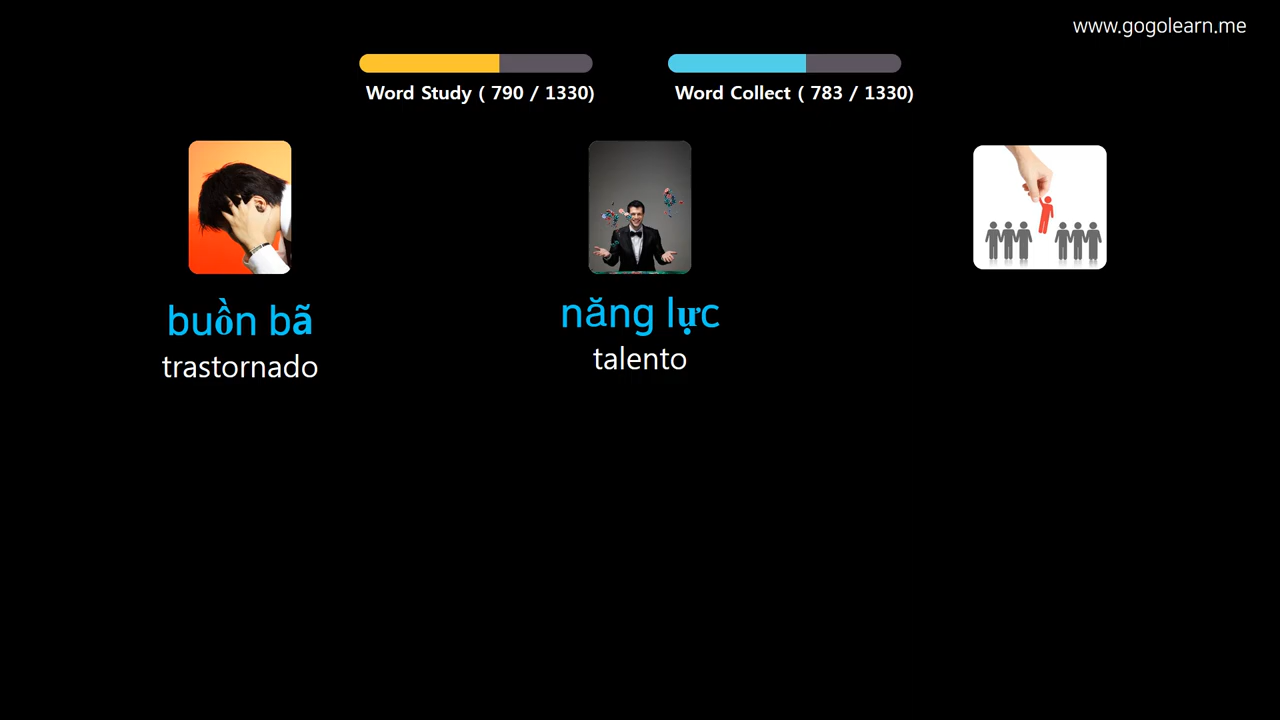 www.gogolearn.me
Word Study ( 790 / 1330)
Word Collect ( 783 / 1330)
buồn bã
trastornado
năng lực
talento